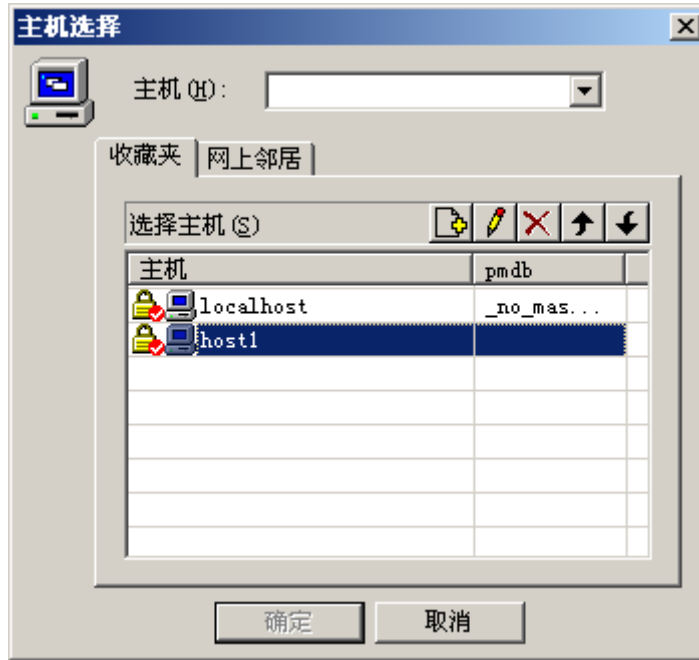 主机选择
主机(H):
收藏夹 网上邻居
选择主机(S)
主机 pmdb
localhost _no_mas...
host1
确定 取消